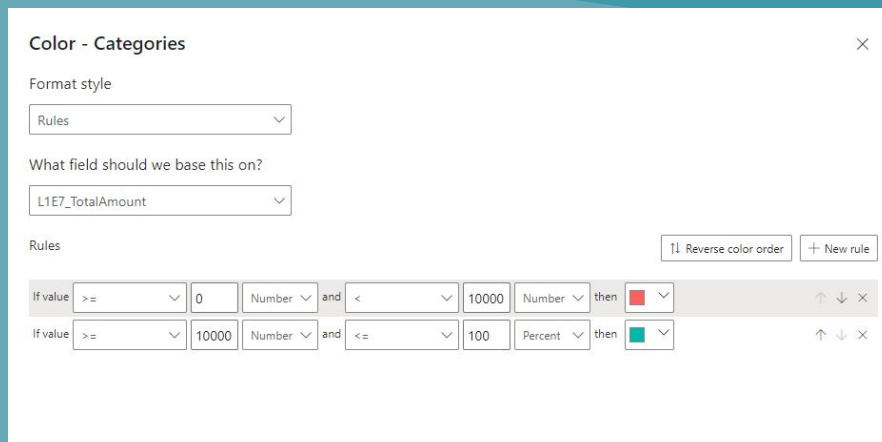 Color - Categories
Format style
Rules
What field should we base this on?
L1E7_TotalAmount
Rules
Reverse color order
New rule
If value >= 0 Number and < 10000 Number then
If value >= 10000 Number and <= 100 Percent then